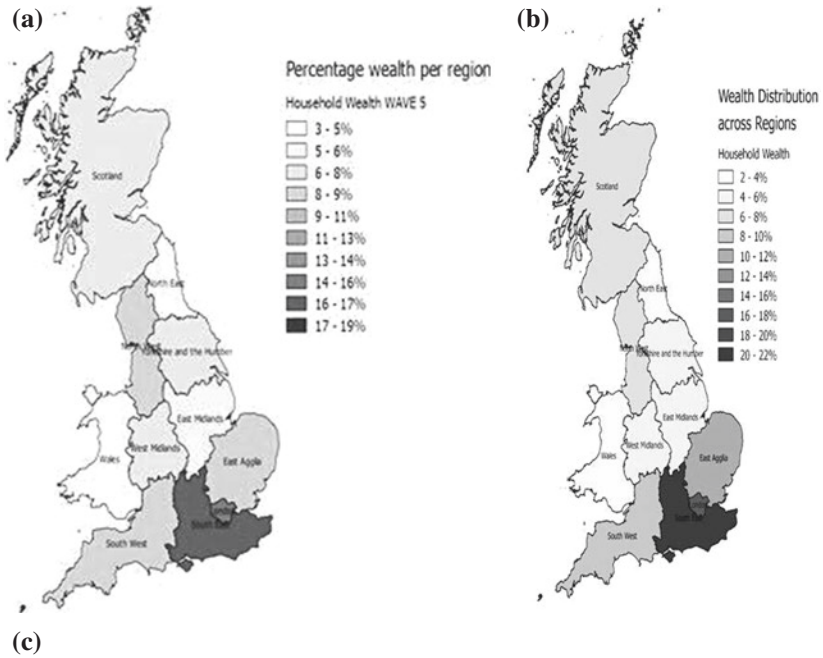 (a)
Percentage wealth per region
Household Wealth WAVE 5
3 - 5%
5 - 6%
6 - 8%
8 - 9%
9 - 11%
11 - 13%
13 - 14%
14 - 16%
16 - 17%
17 - 19%
Scotland
North East
Yorkshire and the Humber
East Midlands
West Midlands
Wales
East Anglia
London
South East
South West
(b)
Wealth Distribution
across Regions
Household Wealth
2 - 4%
4 - 6%
6 - 8%
8 - 10%
10 - 12%
12 - 14%
14 - 16%
16 - 18%
18 - 20%
20 - 22%
Scotland
North East
North West
Yorkshire and the Humber
East Midlands
West Midlands
Wales
East Anglia
London
South East
South West
(c)